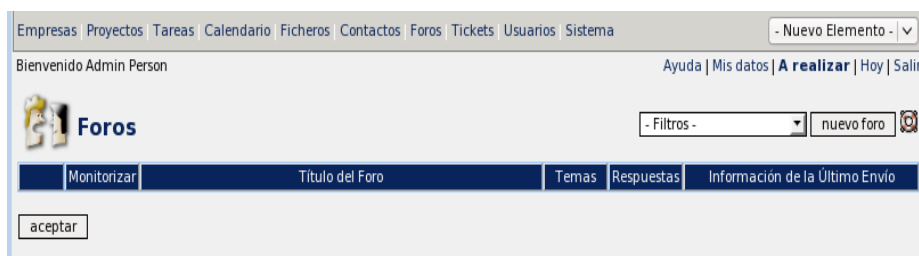 Empresas Proyectos Tareas Calendario Ficheros Contactos Foros Tickets Usuarios Sistema - Nuevo Elemento -
Bienvenido Admin Person Ayuda | Mis datos | A realizar | Hoy | Salir
Foros - Filtros - nuevo foro
Monitorizar Título del Foro Temas Respuestas Información de la Último Envío
aceptar